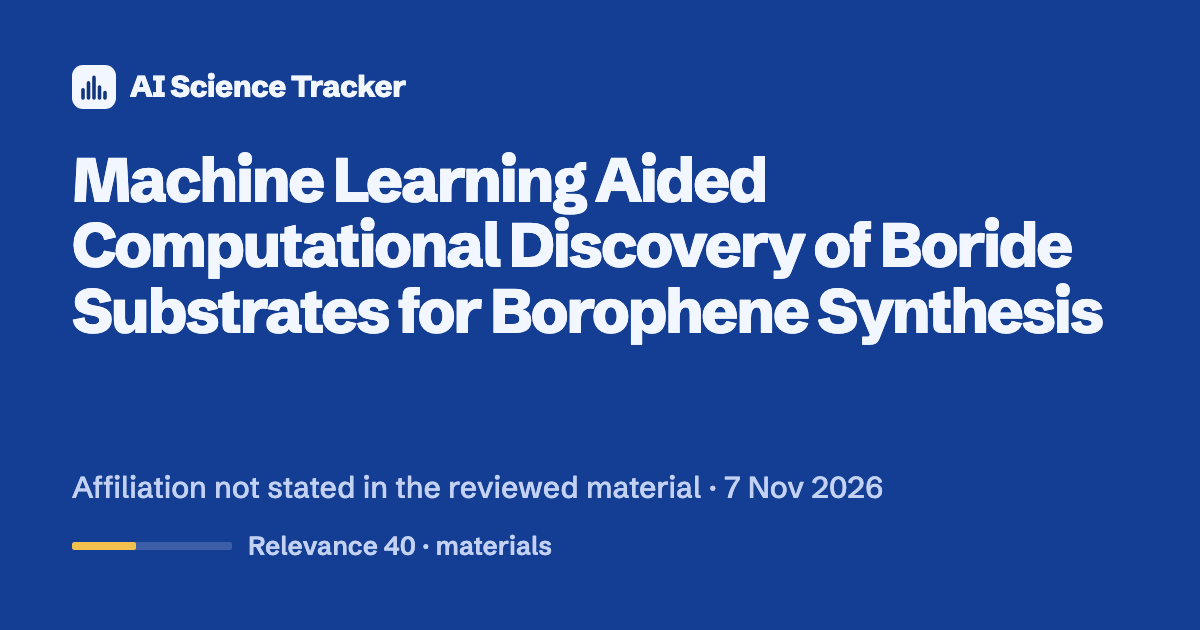 AI Science Tracker
Machine Learning Aided
Computational Discovery of Boride
Substrates for Borophene Synthesis
Affiliation not stated in the reviewed material · 7 Nov 2026
Relevance 40 · materials